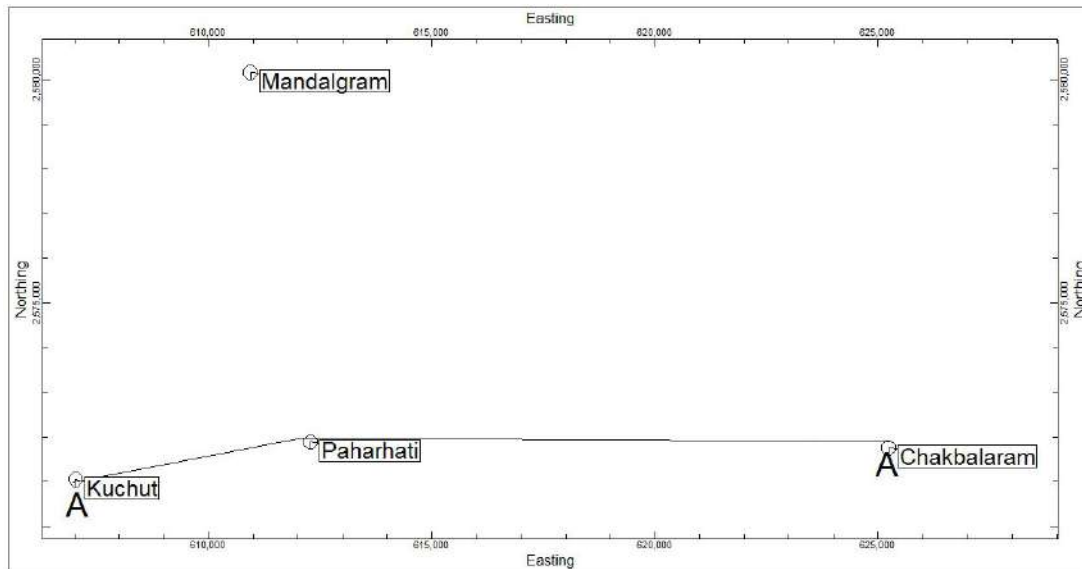 Easting
610,000 615,000 620,000 625,000
2,580,000 2,580,000
Mandalgram
Northing Northing
2,575,000 2,575,000
Paharhati
Chakbalaram
A
Kuchut
A
610,000 615,000 620,000 625,000
Easting